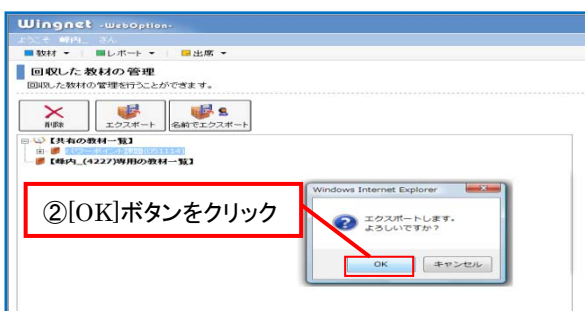 Wingnet -WebOption-
ようこそ 峰内_ さん
教材 レポート 出席
回収した教材の管理
回収した教材の管理を行うことができます。
削除 エクスポート 名前でエクスポート
【共有の教材一覧】
【峰内_(4227)専用の教材一覧】
②[OK]ボタンをクリック
Windows Internet Explorer
エクスポートします。
よろしいですか？
OK キャンセル